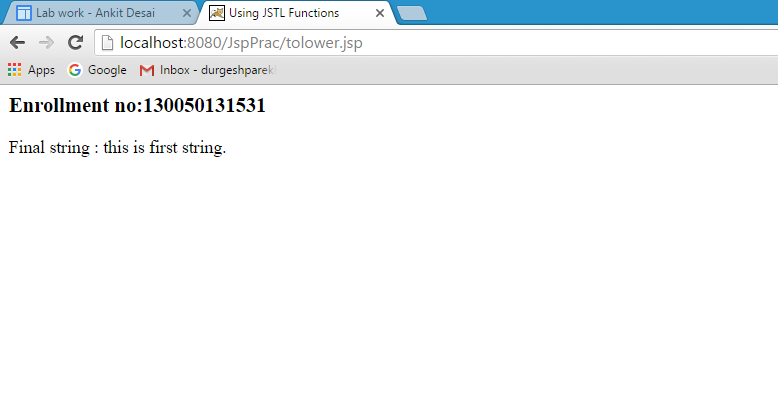 Lab work - Ankit Desai
Using JSTL Functions
localhost:8080/JspPrac/tolower.jsp
Apps
Google
Inbox - durgeshparek
Enrollment no:130050131531
Final string : this is first string.